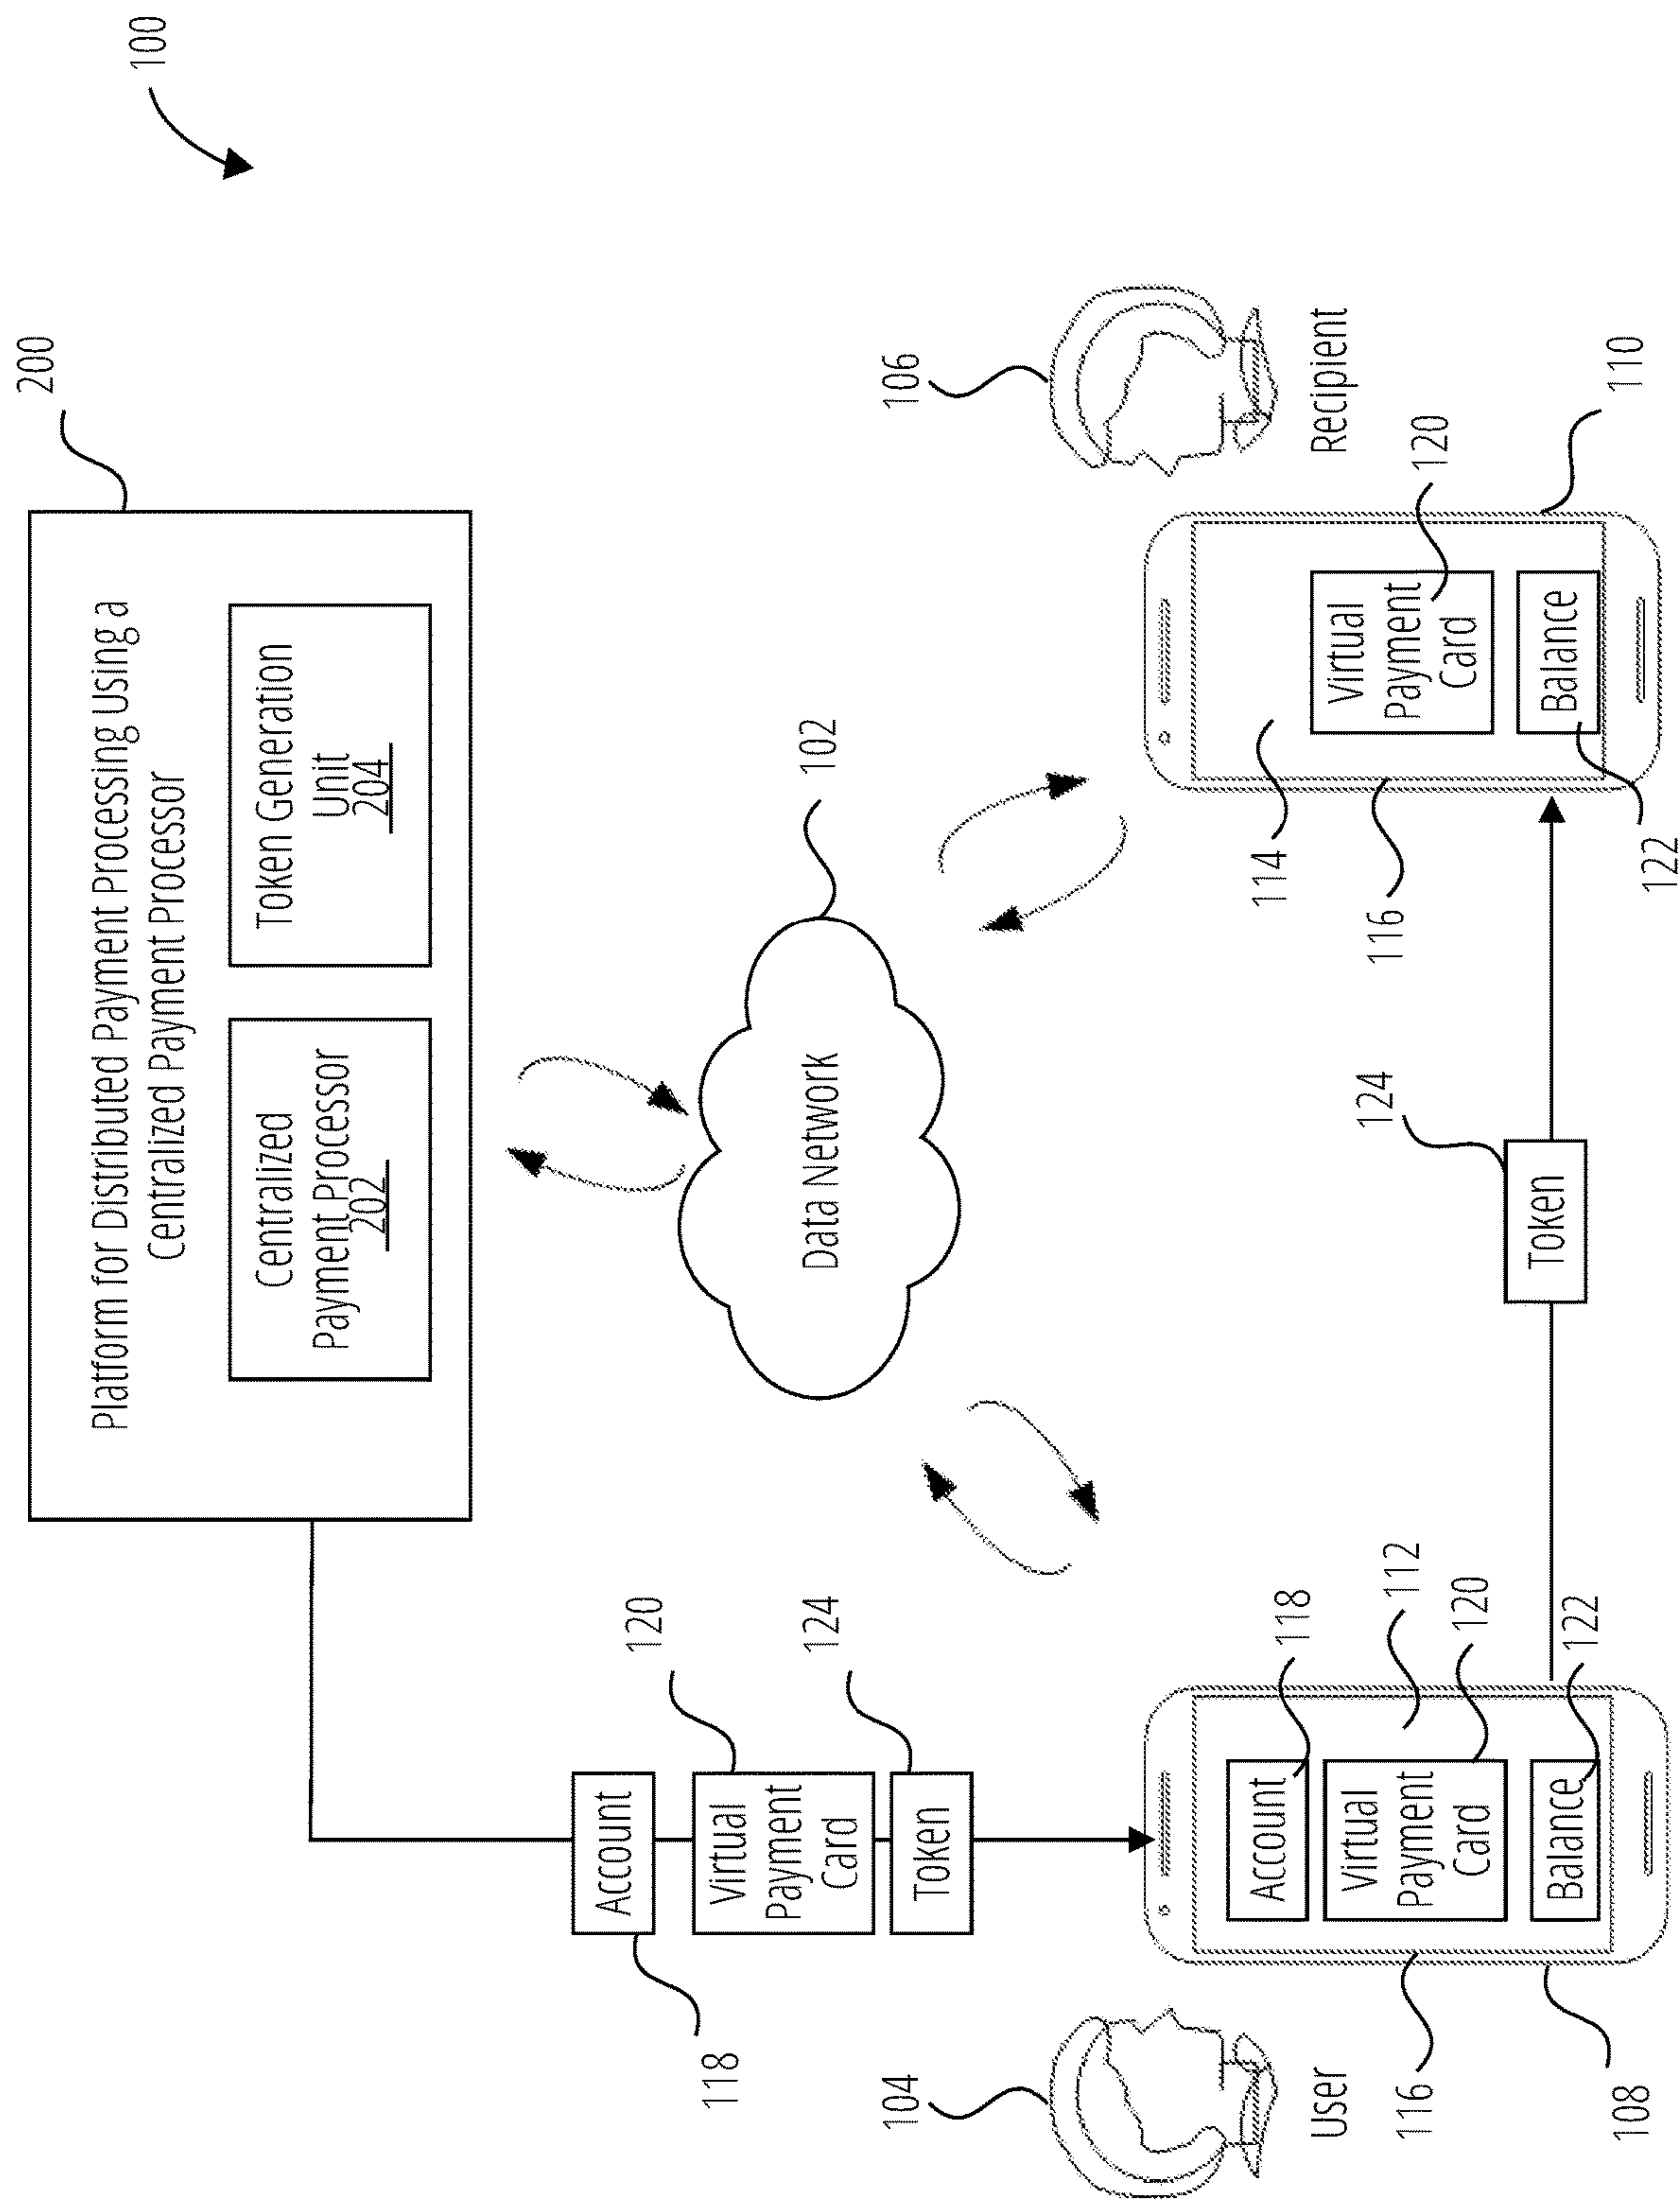 100
200
Platform for Distributed Payment Processing Using a
Centralized Payment Processor
Centralized
Payment Processor
202
Token Generation
Unit
204
118
Account
120
Virtual
Payment
Card
124
Token
Data Network
102
104
User
106
Recipient
Account
118
112
Virtual
Payment
Card
120
Balance
122
116
108
124
Token
114
116
Virtual
Payment
Card
120
Balance
122
110